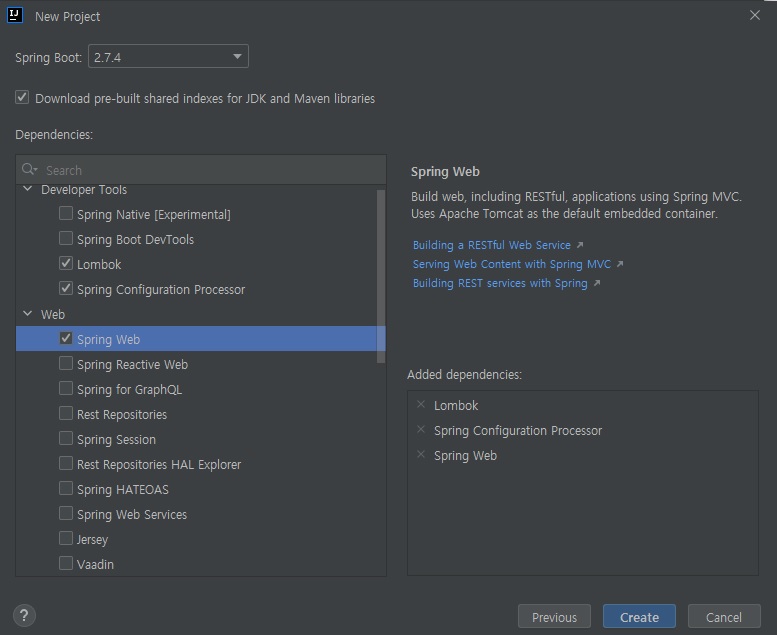 IJ New Project
Spring Boot: 2.7.4
Download pre-built shared indexes for JDK and Maven libraries
Dependencies:
Search
Developer Tools
Spring Native [Experimental]
Spring Boot DevTools
Lombok
Spring Configuration Processor
Web
Spring Web
Spring Reactive Web
Spring for GraphQL
Rest Repositories
Spring Session
Rest Repositories HAL Explorer
Spring HATEOAS
Spring Web Services
Jersey
Vaadin
Spring Web
Build web, including RESTful, applications using Spring MVC.
Uses Apache Tomcat as the default embedded container.
Building a RESTful Web Service
Serving Web Content with Spring MVC
Building REST services with Spring
Added dependencies:
Lombok
Spring Configuration Processor
Spring Web
?
Previous
Create
Cancel